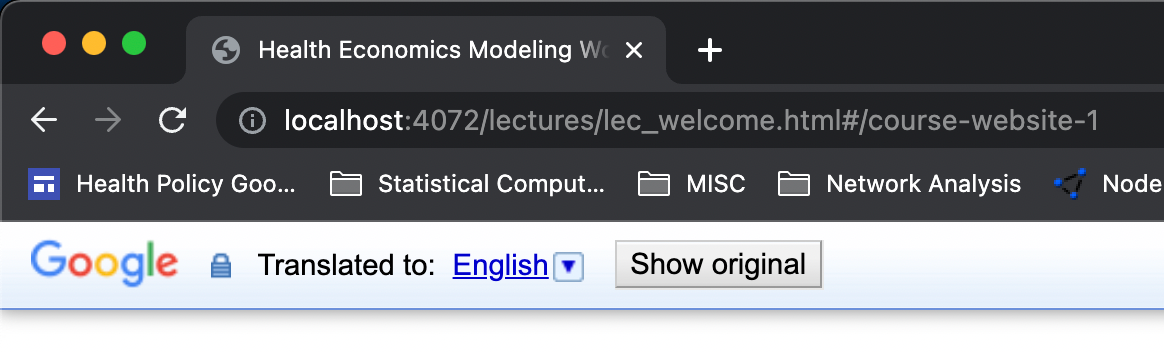 Health Economics Modeling Wo
localhost:4072/lectures/lec_welcome.html#/course-website-1
Health Policy Goo... Statistical Comput... MISC Network Analysis Node
Google Translated to: English Show original